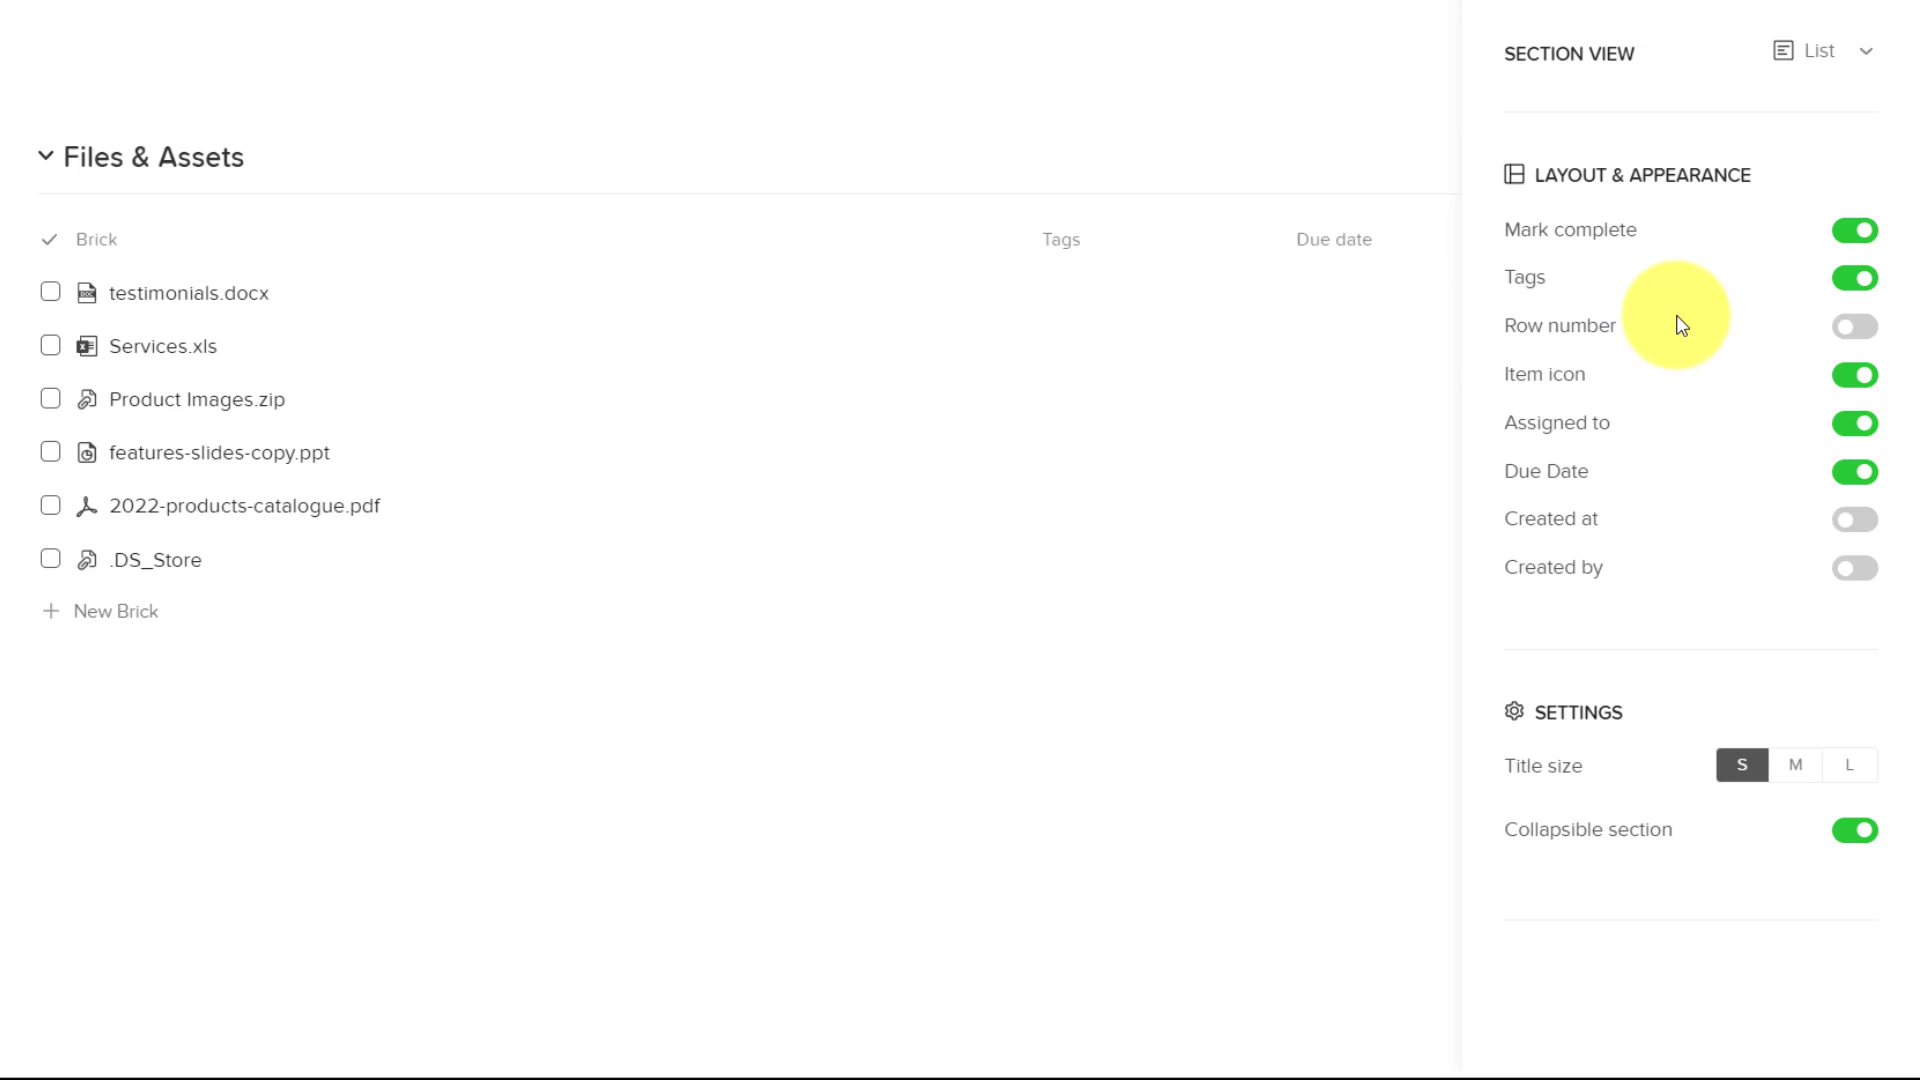 SECTION VIEW
List
Files & Assets
LAYOUT & APPEARANCE
Mark complete
Brick
Tags
Due date
Tags
testimonials.docx
Row number
Services.xls
Item icon
Product Images.zip
Assigned to
features-slides-copy.ppt
Due Date
2022-products-catalogue.pdf
Created at
.DS_Store
Created by
New Brick
SETTINGS
Title size
S
M
L
Collapsible section